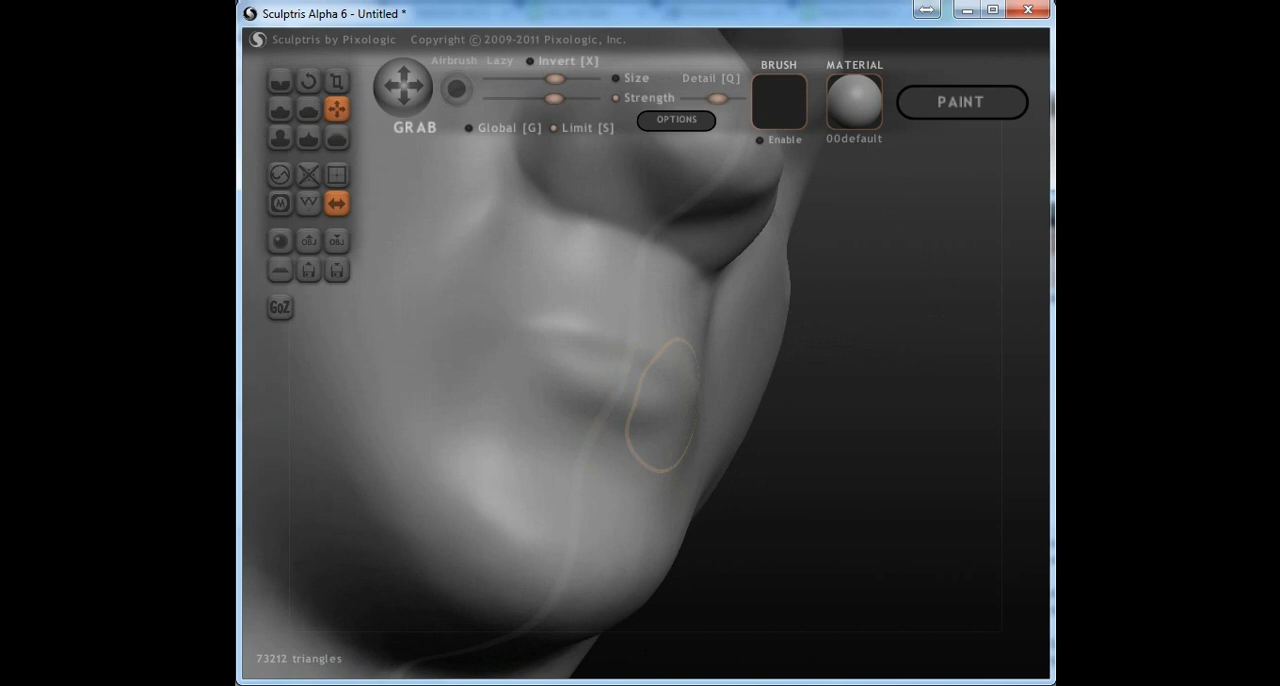 Sculptris Alpha 6 - Untitled *
Sculptris by Pixologic Copyright © 2009-2011 Pixologic, Inc.
Airbrush Lazy Invert [X]
Size Detail [Q]
Strength
GRAB Global [G] Limit [S] OPTIONS
BRUSH MATERIAL
Enable 00default
PAINT
M
OBJ OBJ
GoZ
73212 triangles